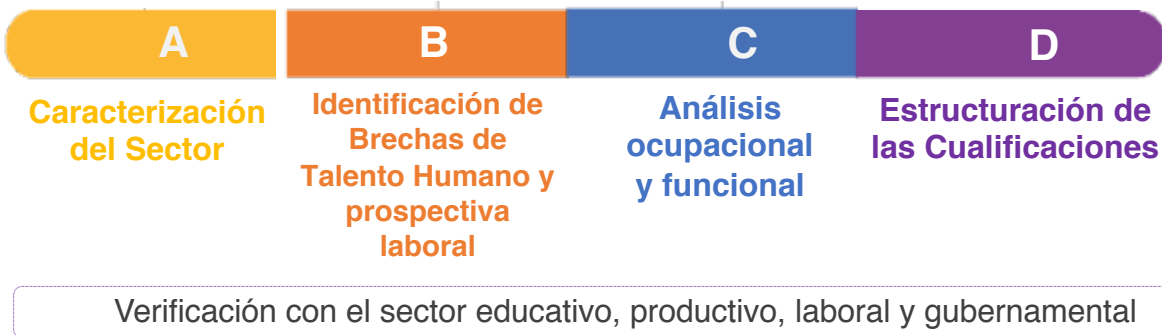 A
B
C
D
Caracterización
del Sector
Identificación de
Brechas de
Talento Humano y
prospectiva
laboral
Análisis
ocupacional
y funcional
Estructuración de
las Cualificaciones
Verificación con el sector educativo, productivo, laboral y gubernamental